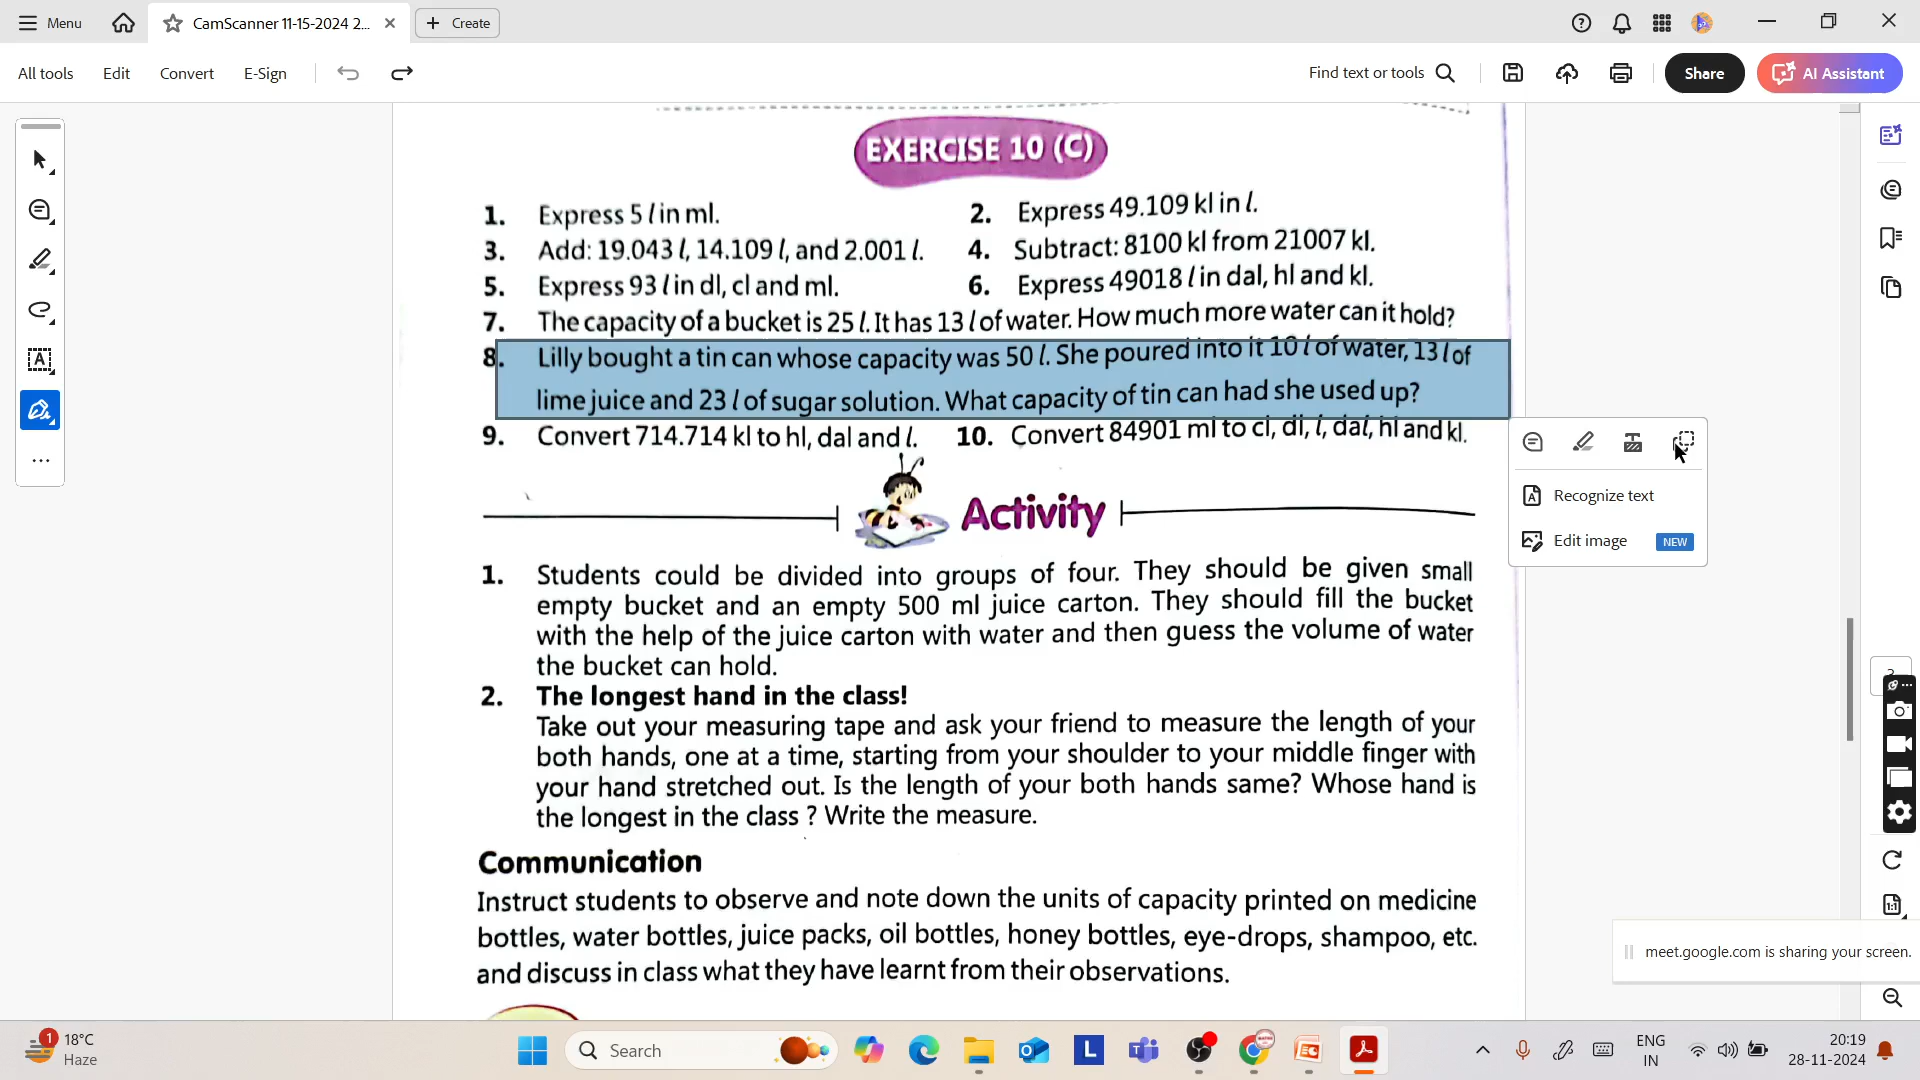 Menu
CamScanner 11-15-2024 2...
Create
All tools
Edit
Convert
E-Sign
Find text or tools
Share
AI Assistant
EXERCISE 10 (C)
1. Express 5 l in ml.
2. Express 49.109 kl in l.
3. Add: 19.043 l, 14.109 l, and 2.001 l.
4. Subtract: 8100 kl from 21007 kl.
5. Express 93 l in dl, cl and ml.
6. Express 49018 l in dal, hl and kl.
7. The capacity of a bucket is 25 l. It has 13 l of water. How much more water can it hold?
8. Lilly bought a tin can whose capacity was 50 l. She poured into it 10 l of water, 13 l of
lime juice and 23 l of sugar solution. What capacity of tin can had she used up?
9. Convert 714.714 kl to hl, dal and l.
10. Convert 84901 ml to cl, dl, l, dal, hl and kl.
Recognize text
Edit image
NEW
Activity
1. Students could be divided into groups of four. They should be given small
empty bucket and an empty 500 ml juice carton. They should fill the bucket
with the help of the juice carton with water and then guess the volume of water
the bucket can hold.
2. The longest hand in the class!
Take out your measuring tape and ask your friend to measure the length of your
both hands, one at a time, starting from your shoulder to your middle finger with
your hand stretched out. Is the length of your both hands same? Whose hand is
the longest in the class ? Write the measure.
Communication
Instruct students to observe and note down the units of capacity printed on medicine
bottles, water bottles, juice packs, oil bottles, honey bottles, eye-drops, shampoo, etc.
and discuss in class what they have learnt from their observations.
meet.google.com is sharing your screen.
1
18°C
Haze
Search
ENG
IN
20:19
28-11-2024